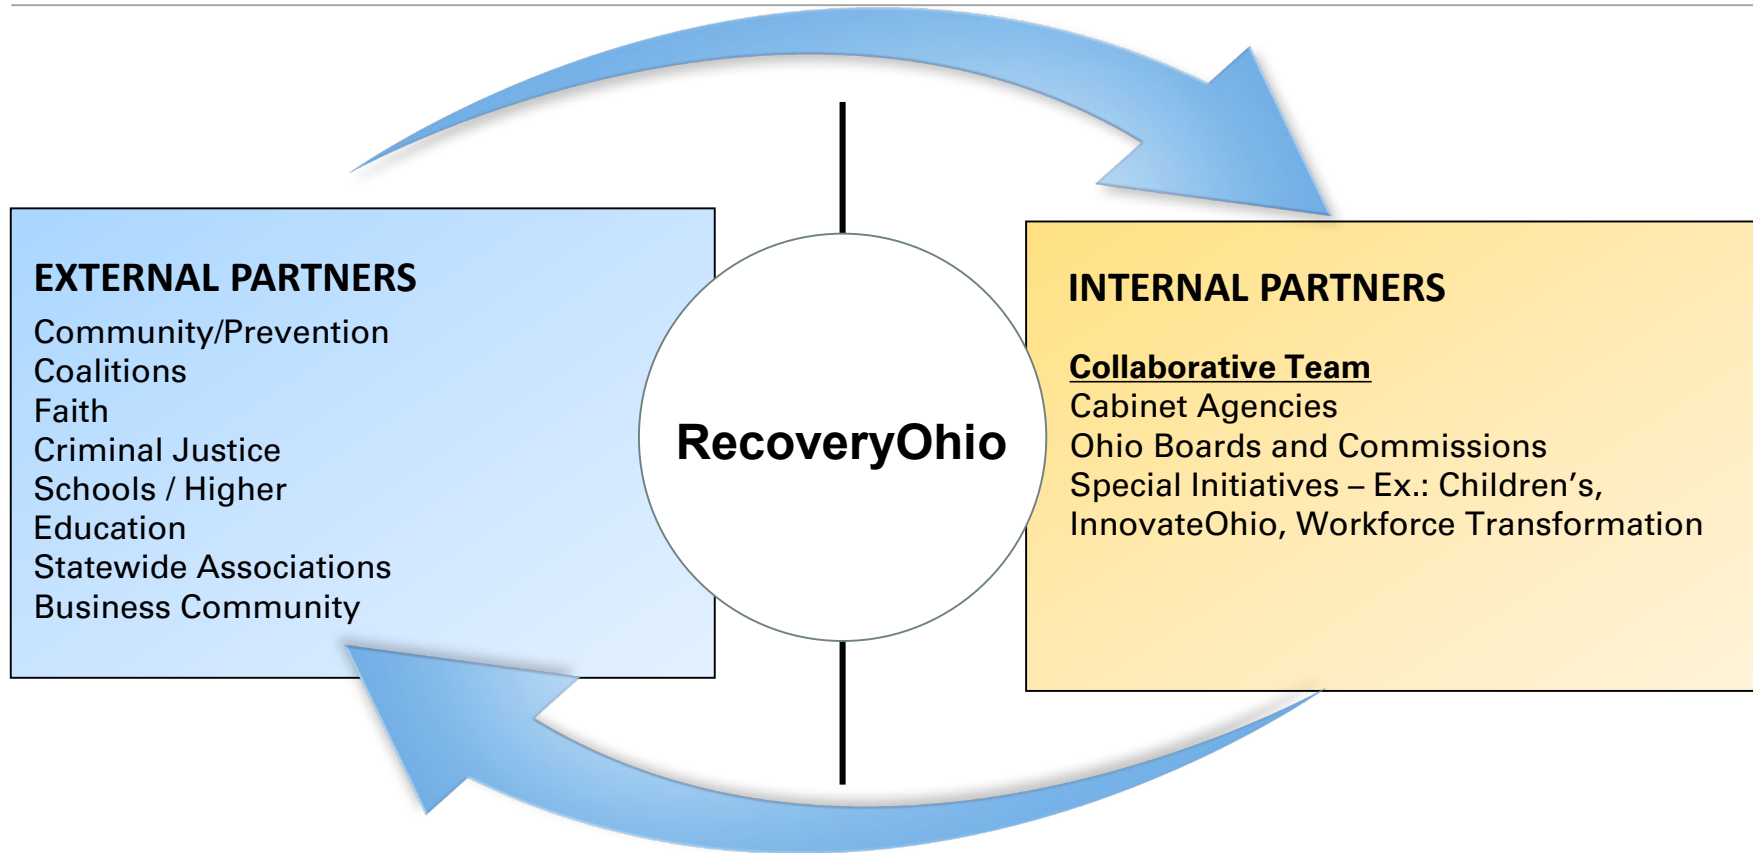 EXTERNAL PARTNERS
Community/Prevention
Coalitions
Faith
Criminal Justice
Schools / Higher
Education
Statewide Associations
Business Community
RecoveryOhio
INTERNAL PARTNERS
Collaborative Team
Cabinet Agencies
Ohio Boards and Commissions
Special Initiatives – Ex.: Children’s,
InnovateOhio, Workforce Transformation